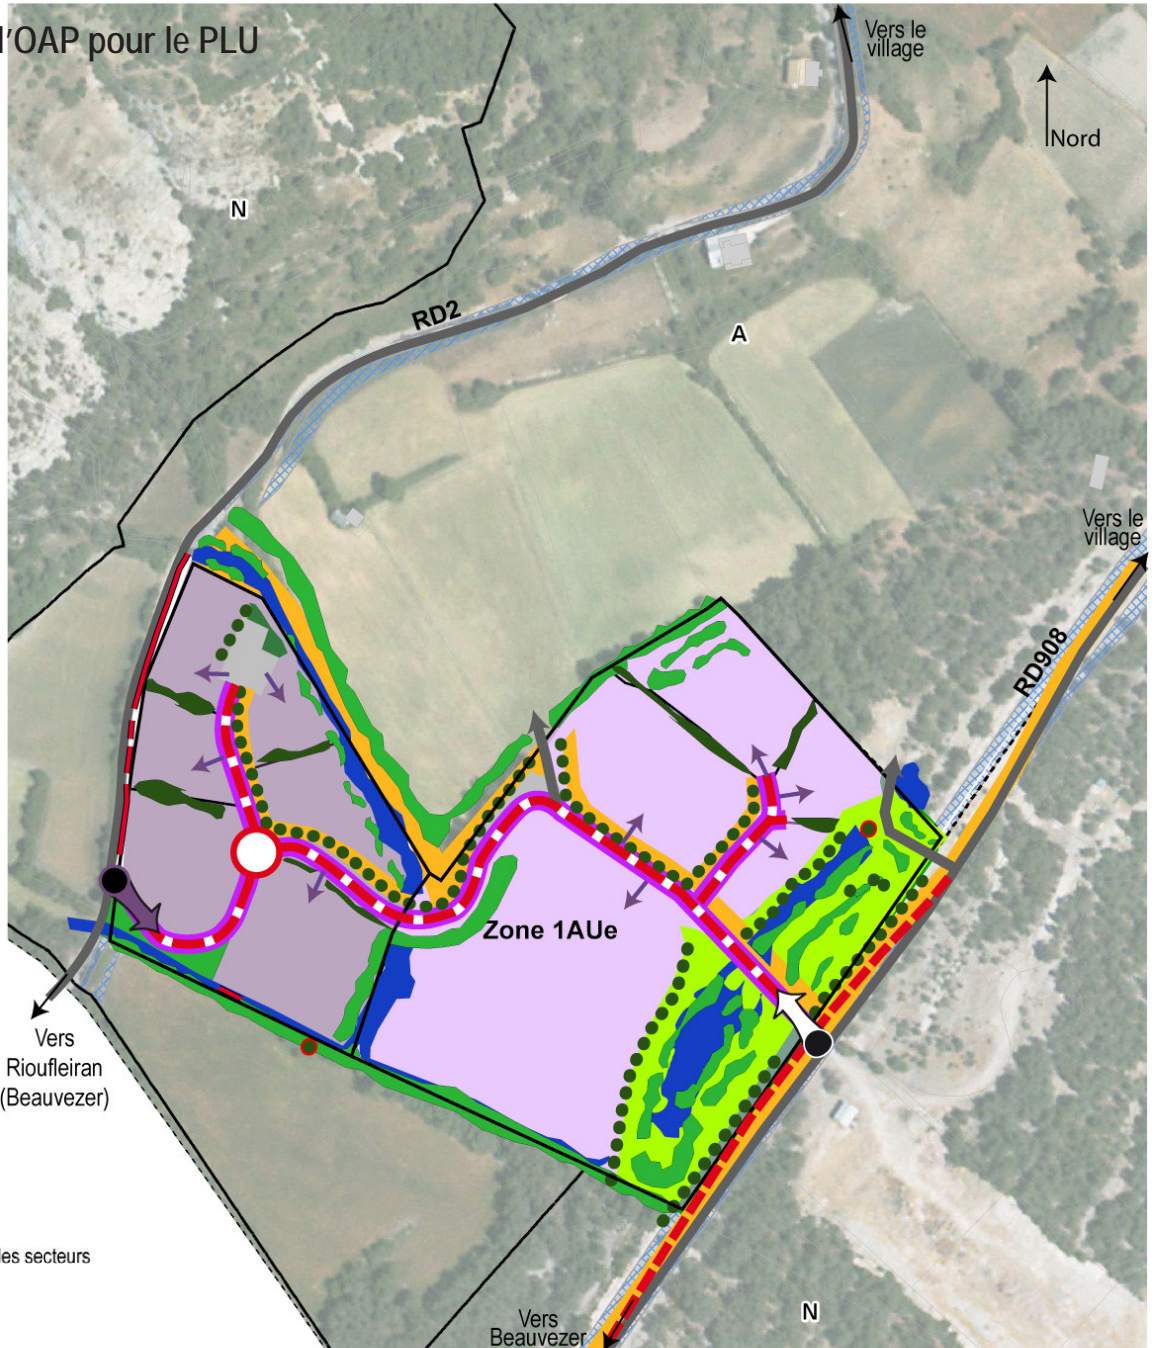 l'OAP pour le PLU
Vers le
village
Nord
N
RD2
A
Vers le
village
RD908
Zone 1AUe
Vers
Rioufleiran
(Beauvezer)
les secteurs
Vers
Beauvezer
N